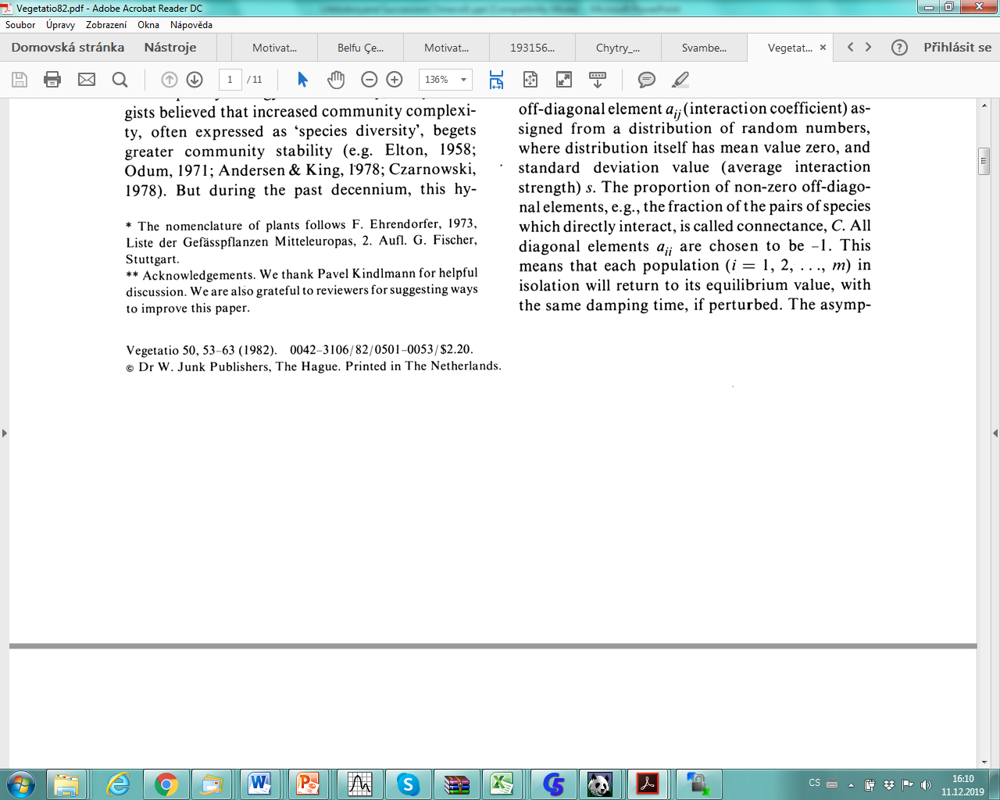 Vegetatio82.pdf - Adobe Acrobat Reader DC
Soubor Úpravy Zobrazení Okna Nápověda
Domovská stránka Nástroje Motivat... Belfu Çe... Motivat... 193156... Chytry_... Svambe... Vegetat... × Přihlásit se
1 / 11 136%
gists believed that increased community complexi-
ty, often expressed as ‘species diversity’, begets
greater community stability (e.g. Elton, 1958;
Odum, 1971; Andersen & King, 1978; Czarnowski,
1978). But during the past decennium, this hy-
* The nomenclature of plants follows F. Ehrendorfer, 1973,
Liste der Gefässpflanzen Mitteleuropas, 2. Aufl. G. Fischer,
Stuttgart.
** Acknowledgements. We thank Pavel Kindlmann for helpful
discussion. We are also grateful to reviewers for suggesting ways
to improve this paper.
Vegetatio 50, 53–63 (1982). 0042–3106/82/0501–0053/$2.20.
© Dr W. Junk Publishers, The Hague. Printed in The Netherlands.
off-diagonal element aij (interaction coefficient) as-
signed from a distribution of random numbers,
where distribution itself has mean value zero, and
standard deviation value (average interaction
strength) s. The proportion of non-zero off-diago-
nal elements, e.g., the fraction of the pairs of species
which directly interact, is called connectance, C. All
diagonal elements aii are chosen to be –1. This
means that each population (i = 1, 2, . . ., m) in
isolation will return to its equilibrium value, with
the same damping time, if perturbed. The asymp-
CS 16:10
11.12.2019